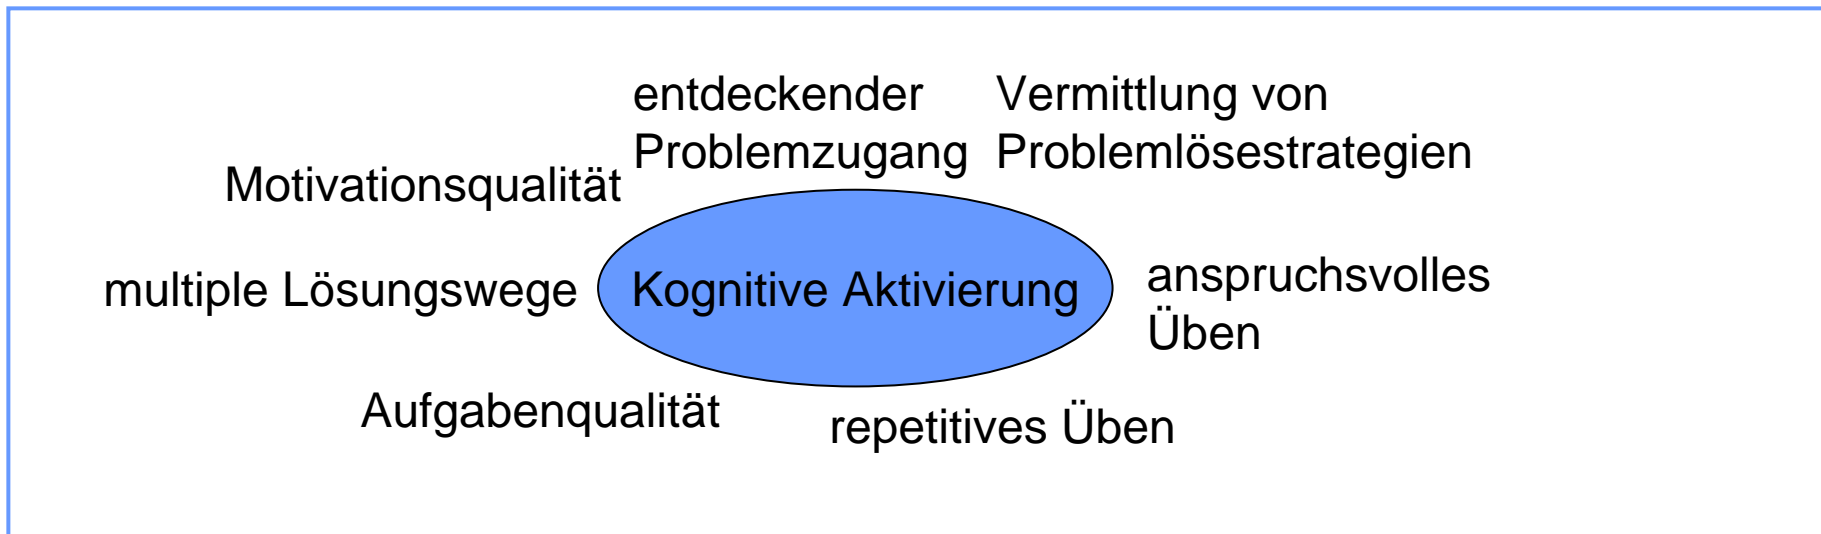 entdeckender
Problemzugang
Vermittlung von
Problemlösestrategien
Motivationsqualität
multiple Lösungswege
Kognitive Aktivierung
anspruchsvolles
Üben
Aufgabenqualität
repetitives Üben